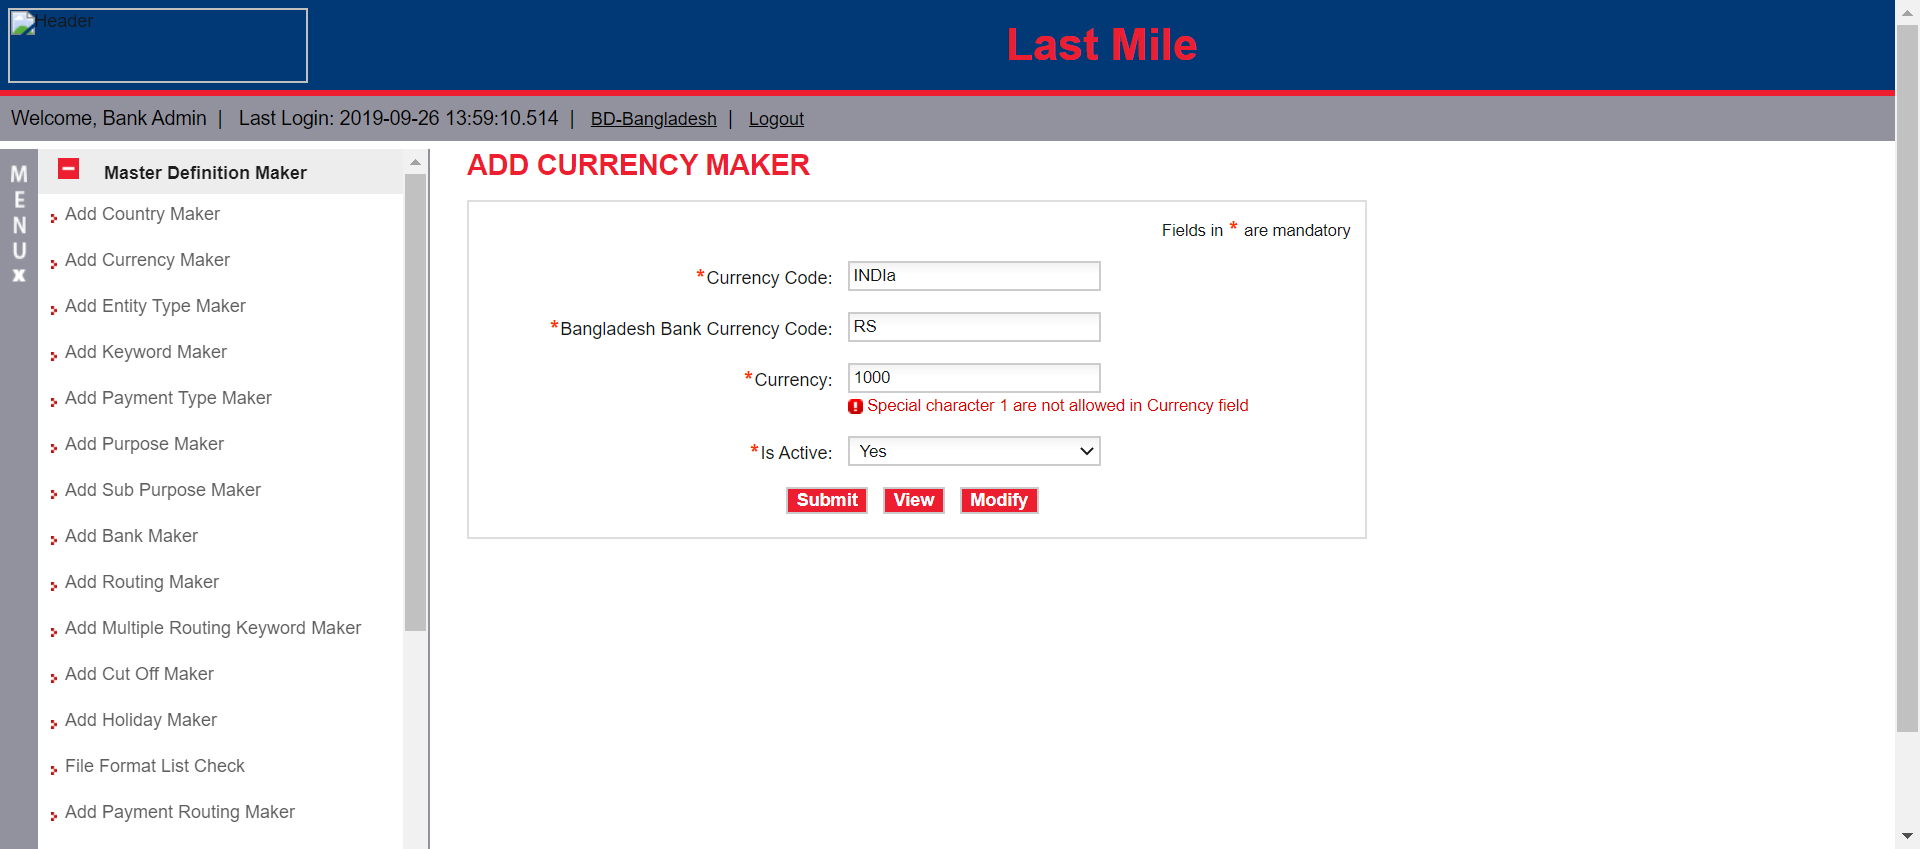 Header
Last Mile
Welcome, Bank Admin | Last Login: 2019-09-26 13:59:10.514 | BD-Bangladesh | Logout
MENU x
Master Definition Maker
Add Country Maker
Add Currency Maker
Add Entity Type Maker
Add Keyword Maker
Add Payment Type Maker
Add Purpose Maker
Add Sub Purpose Maker
Add Bank Maker
Add Routing Maker
Add Multiple Routing Keyword Maker
Add Cut Off Maker
Add Holiday Maker
File Format List Check
Add Payment Routing Maker
ADD CURRENCY MAKER
Fields in * are mandatory
*Currency Code: INDIa
*Bangladesh Bank Currency Code: RS
*Currency: 1000
Special character 1 are not allowed in Currency field
*Is Active: Yes
Submit View Modify